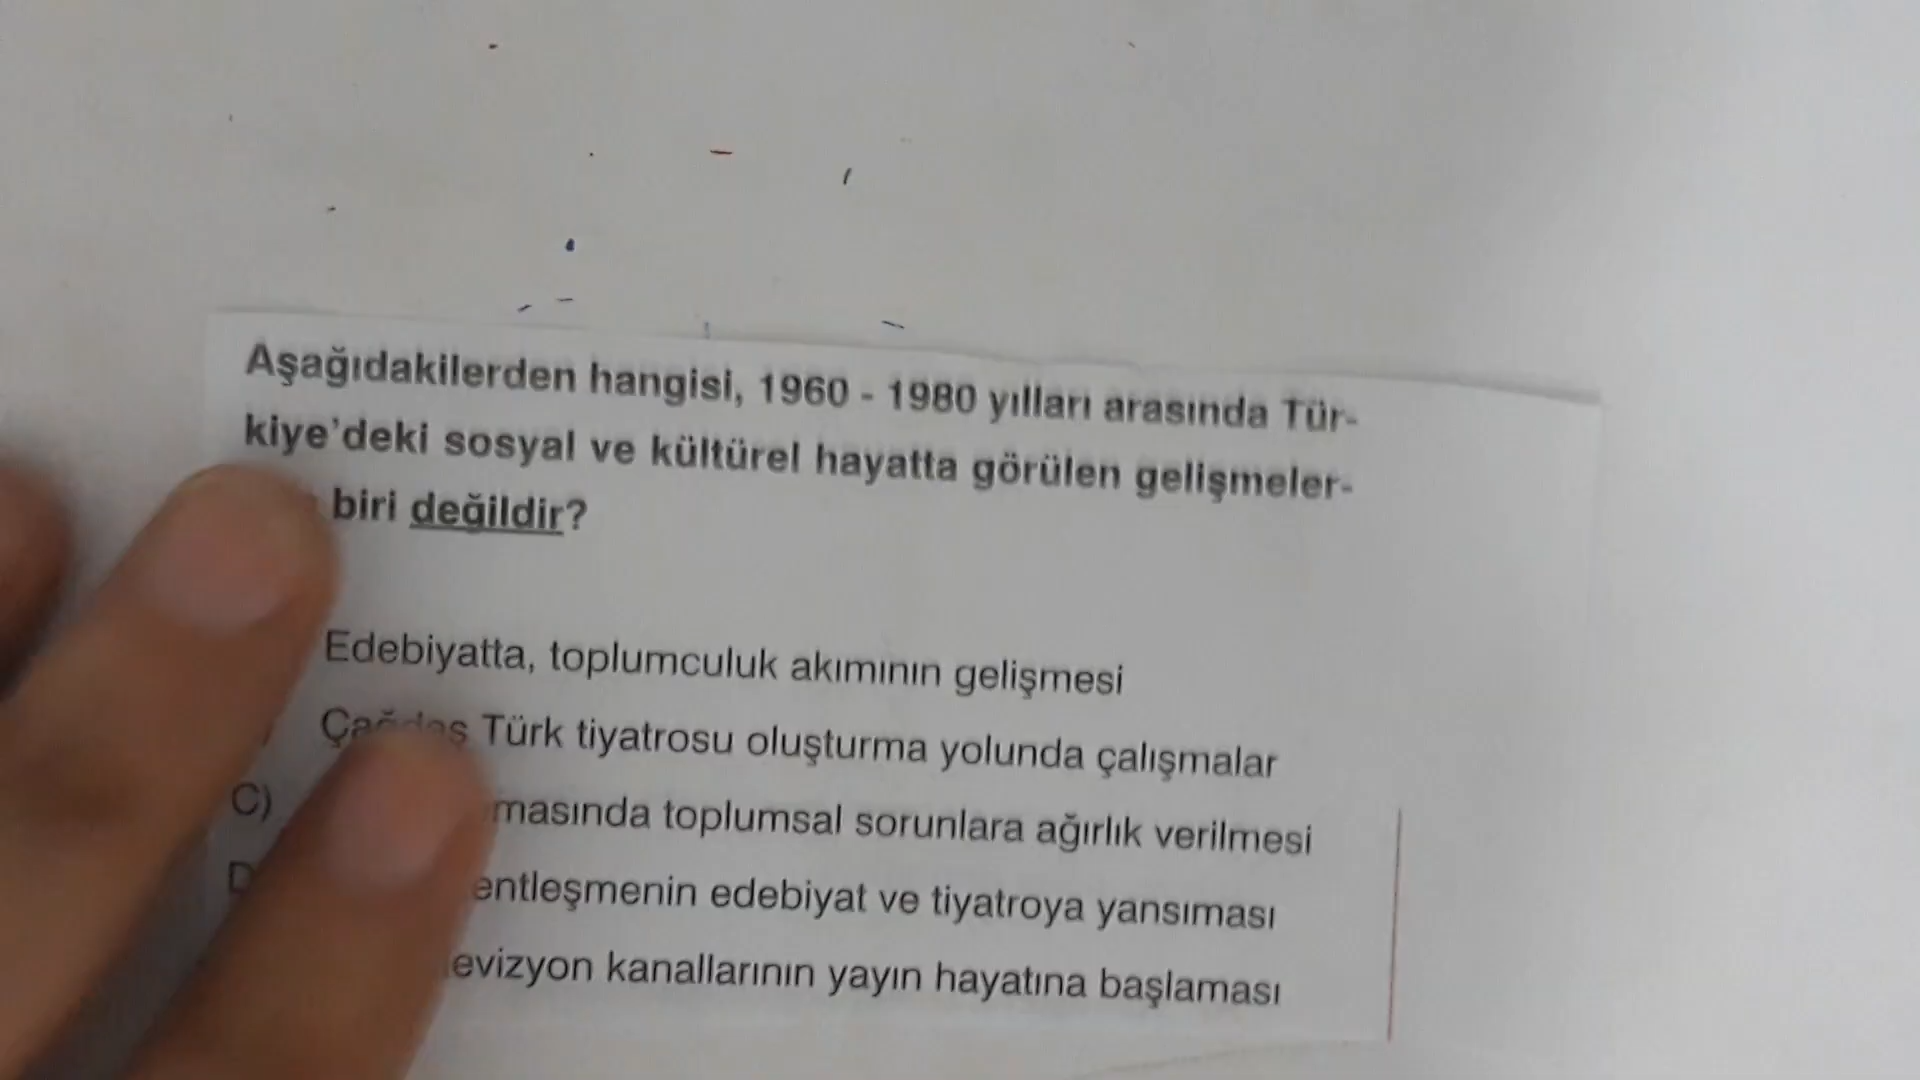 Aşağıdakilerden hangisi, 1960 - 1980 yılları arasında Tür-
kiye'deki sosyal ve kültürel hayatta görülen gelişmeler-
biri değildir?
Edebiyatta, toplumculuk akımının gelişmesi
Türk tiyatrosu oluşturma yolunda çalışmalar
C) masında toplumsal sorunlara ağırlık verilmesi
D entleşmenin edebiyat ve tiyatroya yansıması
levizyon kanallarının yayın hayatına başlaması